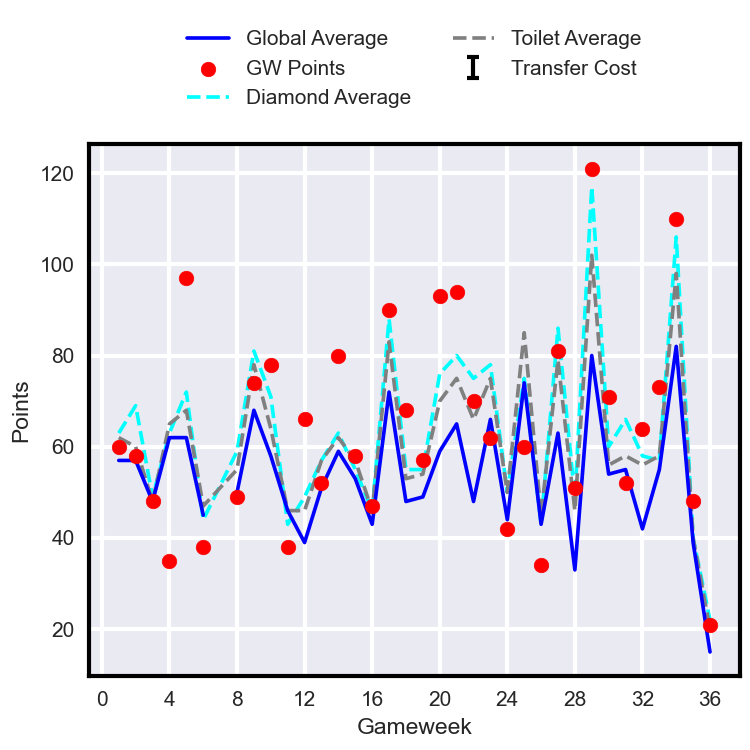 Global Average
GW Points
Diamond Average
Toilet Average
Transfer Cost
120
100
80
60
40
20
Points
0 4 8 12 16 20 24 28 32 36
Gameweek